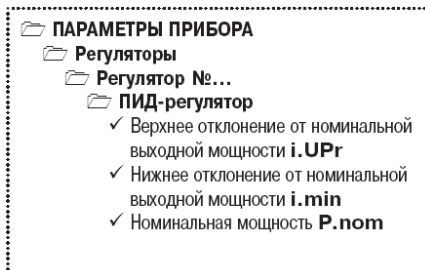 ПАРАМЕТРЫ ПРИБОРА
Регуляторы
Регулятор №...
ПИД-регулятор
✓ Верхнее отклонение от номинальной
выходной мощности i.UPr
✓ Нижнее отклонение от номинальной
выходной мощности i.min
✓ Номинальная мощность P.nom